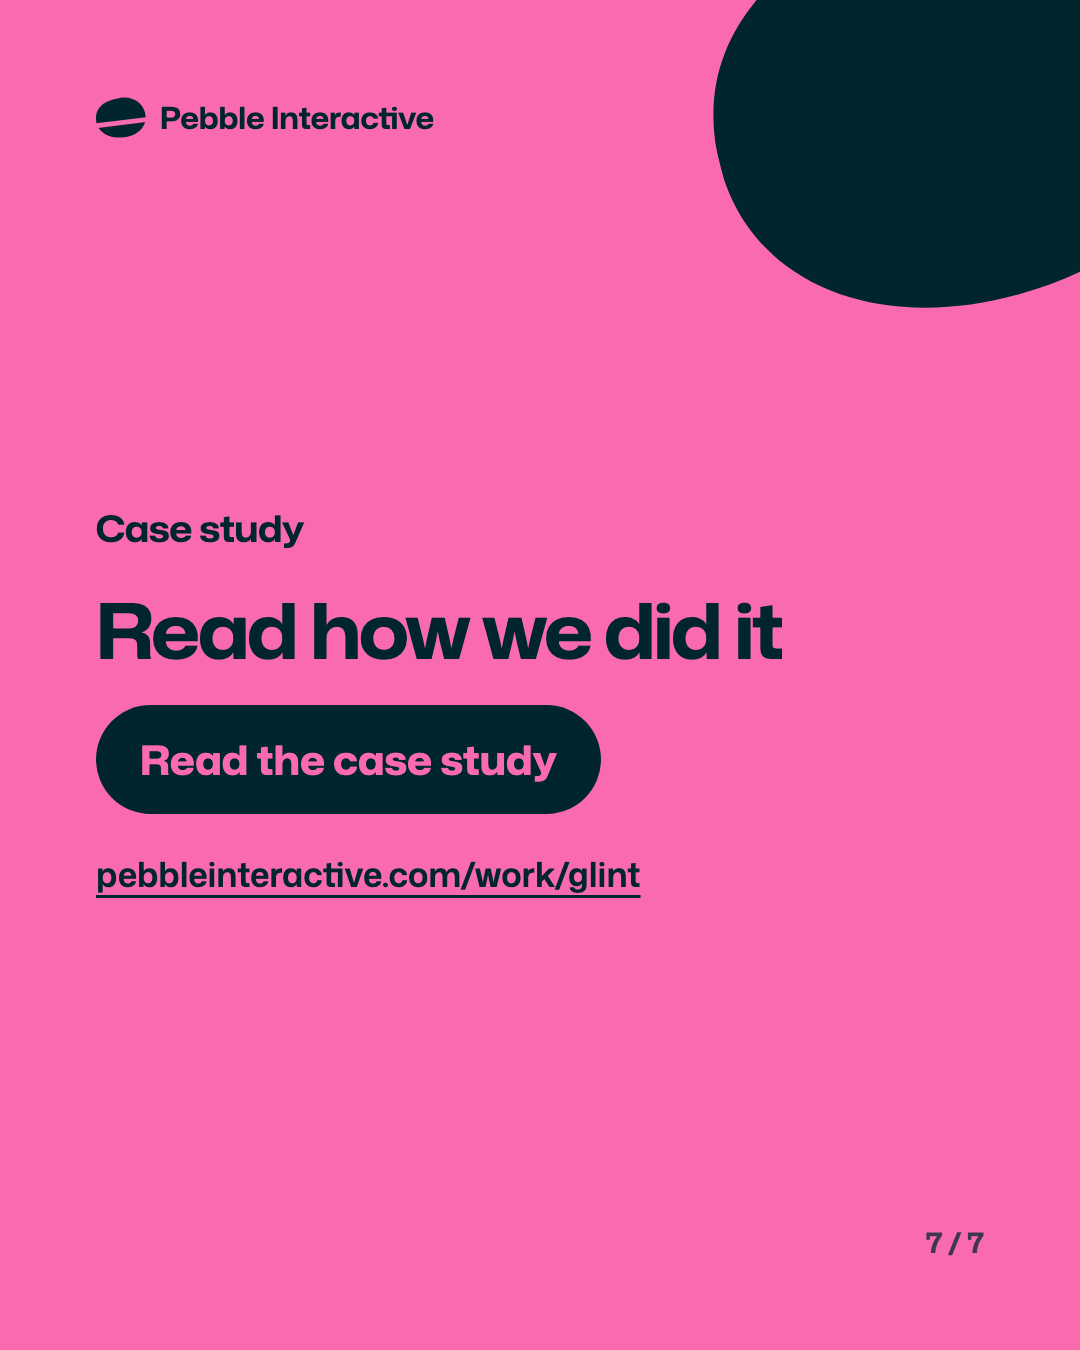 Pebble Interactive
Case study
Read how we did it
Read the case study
pebbleinteractive.com/work/glint
7 / 7